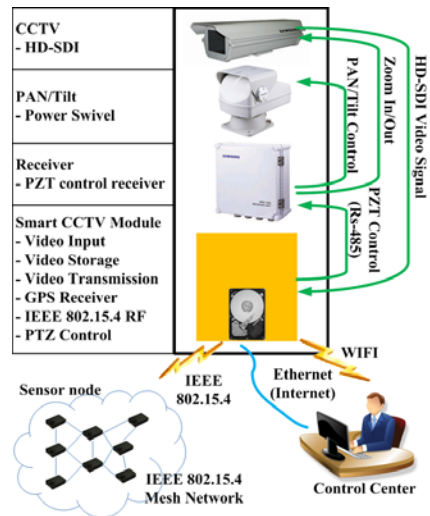 CCTV
- HD-SDI
PAN/Tilt
- Power Swivel
Receiver
- PZT control receiver
Smart CCTV Module
- Video Input
- Video Storage
- Video Transmission
- GPS Receiver
- IEEE 802.15.4 RF
- PTZ Control
SAMSUNG
PAN/Tilt Control
Zoom In/Out
HD-SDI Video Signal
PZT Control
(Rs-485)
IEEE
802.15.4
Ethernet
(Internet)
WIFI
Sensor node
IEEE 802.15.4
Mesh Network
Control Center